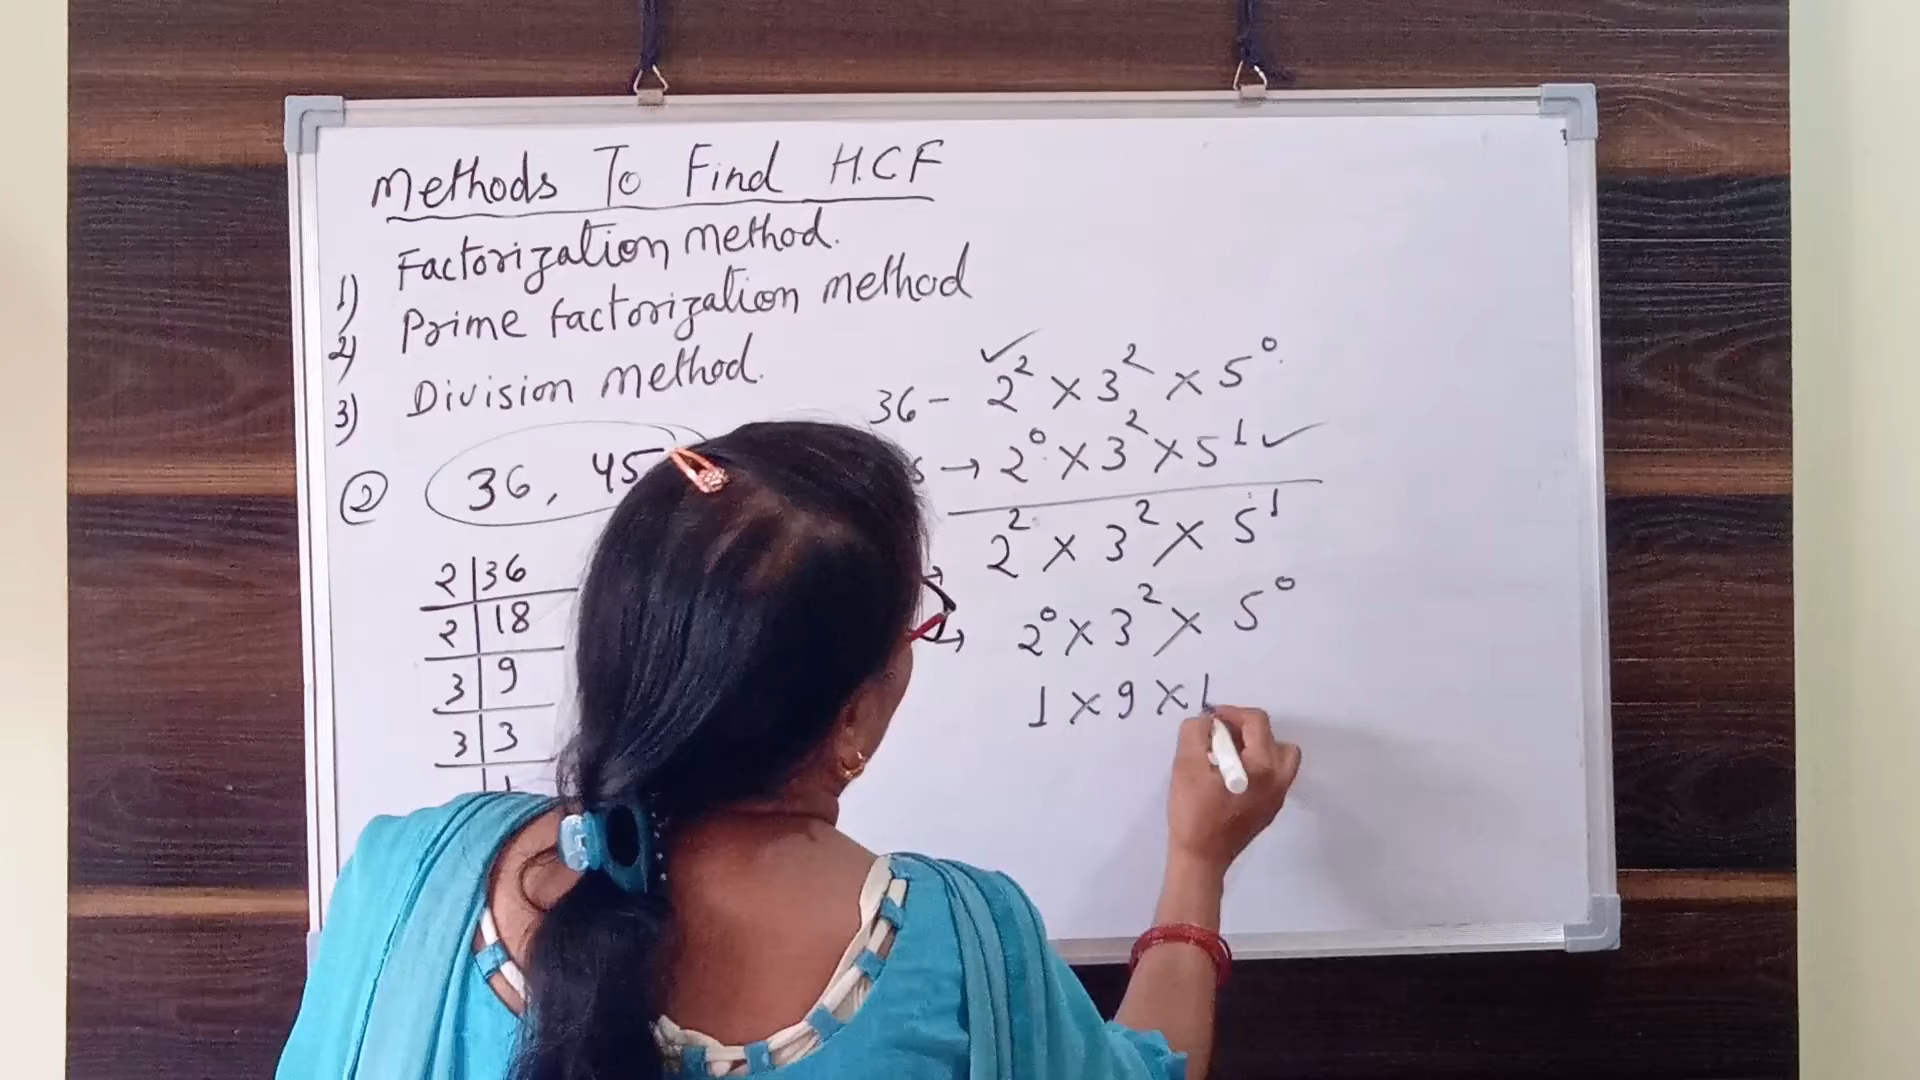 Methods To Find H.C.F
1) Factorization method.
2) Prime factorization method
3) Division method.
② 36, 45
2|36
2|18
3|9
3|3
1
36 - 2² × 3² × 5⁰
→ 2⁰ × 3² × 5¹ ✓
2² × 3² × 5¹
→ 2⁰ × 3² × 5⁰
1 × 9 × 1